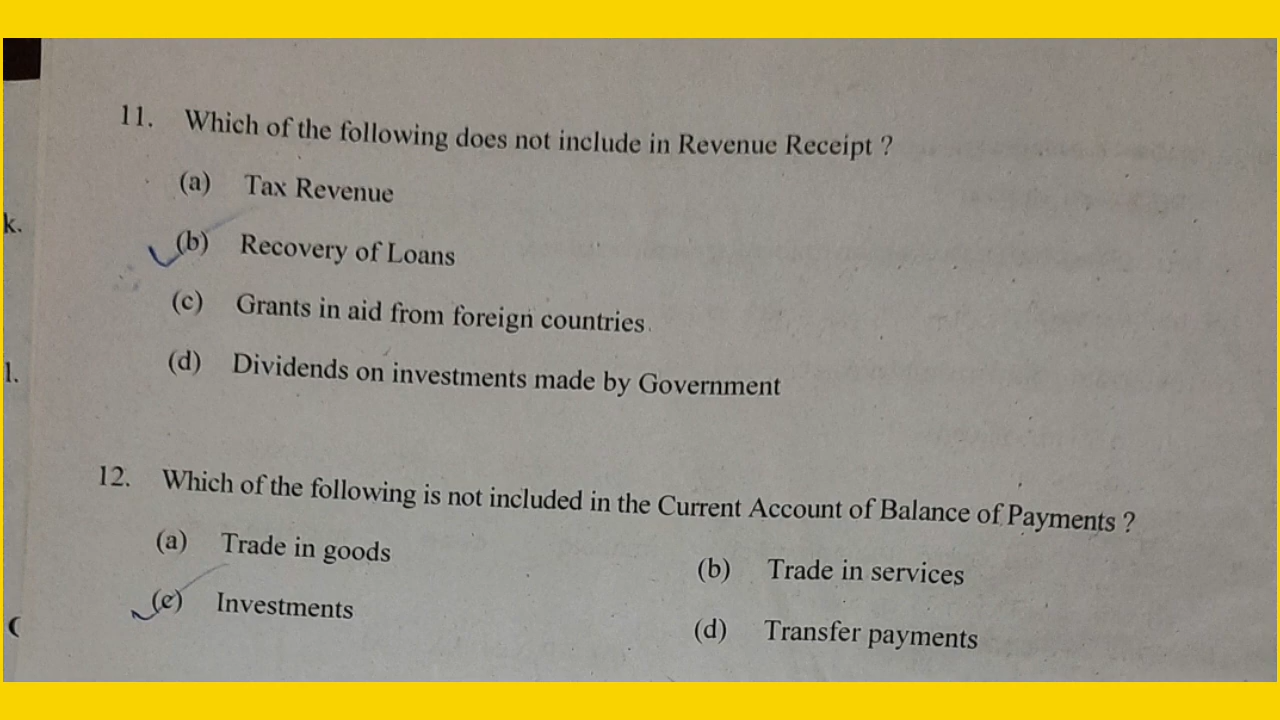 11. Which of the following does not include in Revenue Receipt ?
(a) Tax Revenue
k.
(b) Recovery of Loans
(c) Grants in aid from foreign countries.
(d) Dividends on investments made by Government
1.
12. Which of the following is not included in the Current Account of Balance of Payments ?
(a) Trade in goods
(b) Trade in services
(c) Investments
(d) Transfer payments
(